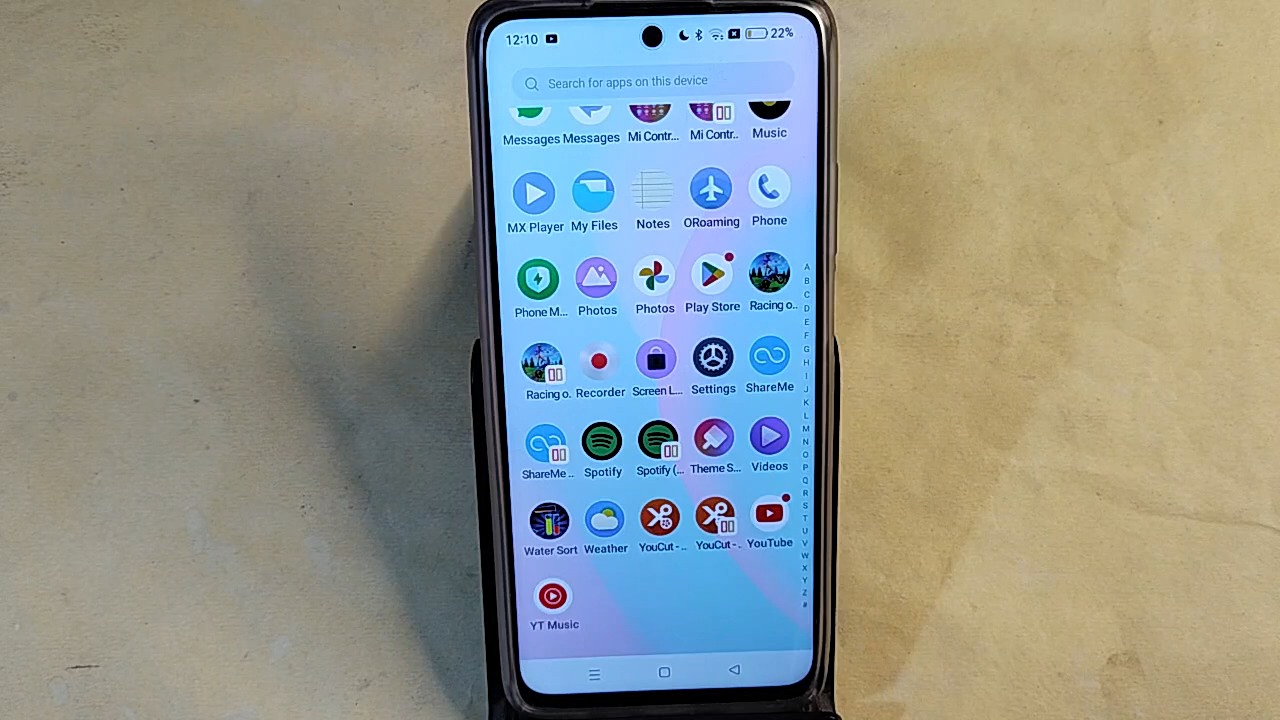 12:10 22%
Search for apps on this device
Messages Messages Mi Contr... Mi Contr.. Music
MX Player My Files Notes ORoaming Phone
Phone M... Photos Photos Play Store Racing o..
Racing o. Recorder Screen L... Settings ShareMe
ShareMe .. Spotify Spotify (... Theme S... Videos
Water Sort Weather YouCut - .. YouCut - . YouTube
YT Music
A
B
C
D
E
F
G
H
I
J
K
L
M
N
O
P
Q
R
S
T
U
V
W
X
Y
Z
#